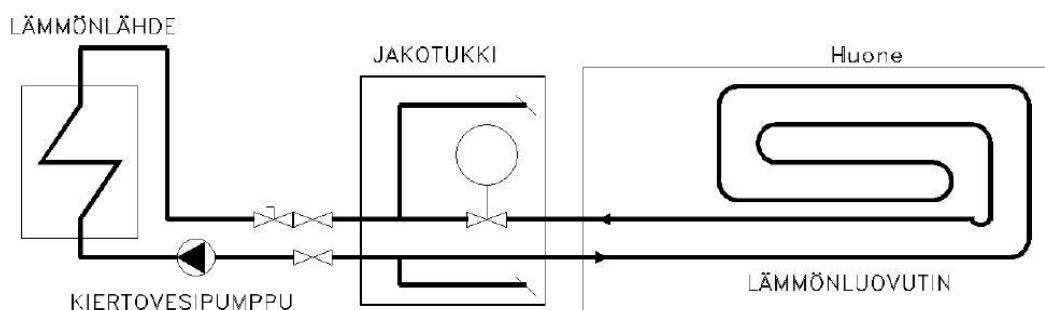 LÄMMÖNLÄHDE
JAKOTUKKI
Huone
LÄMMÖNLUOVUTIN
KIERTOVESIPUMPPU